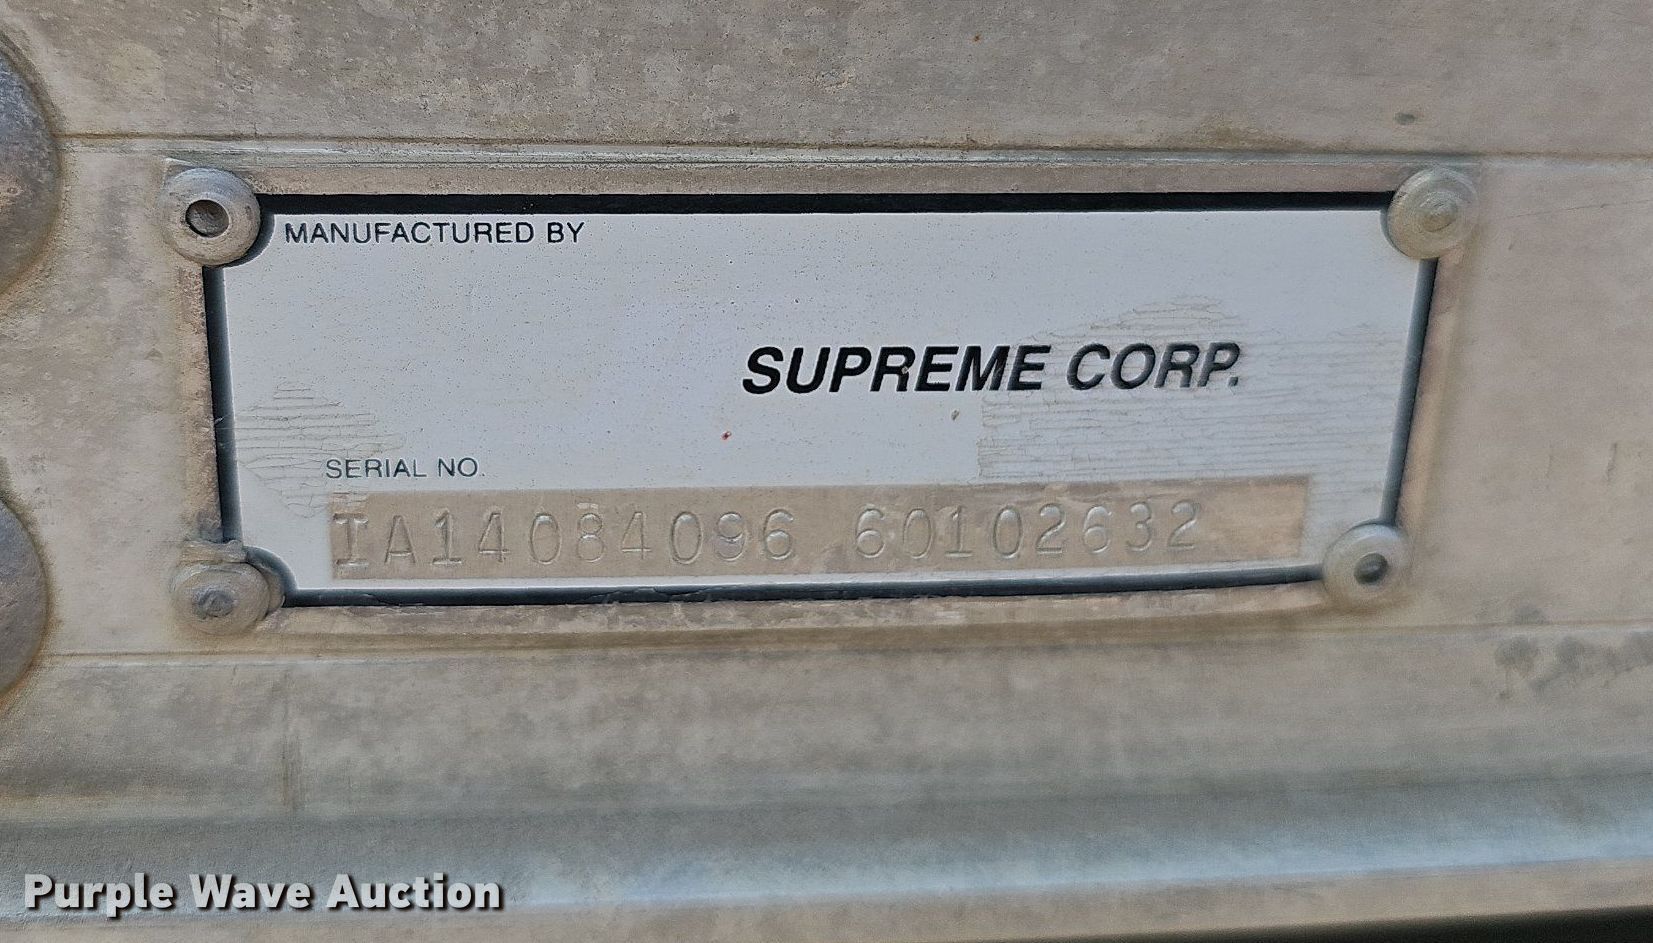 MANUFACTURED BY
SUPREME CORP.
SERIAL NO.
IA14084096 60102632
Purple Wave Auction